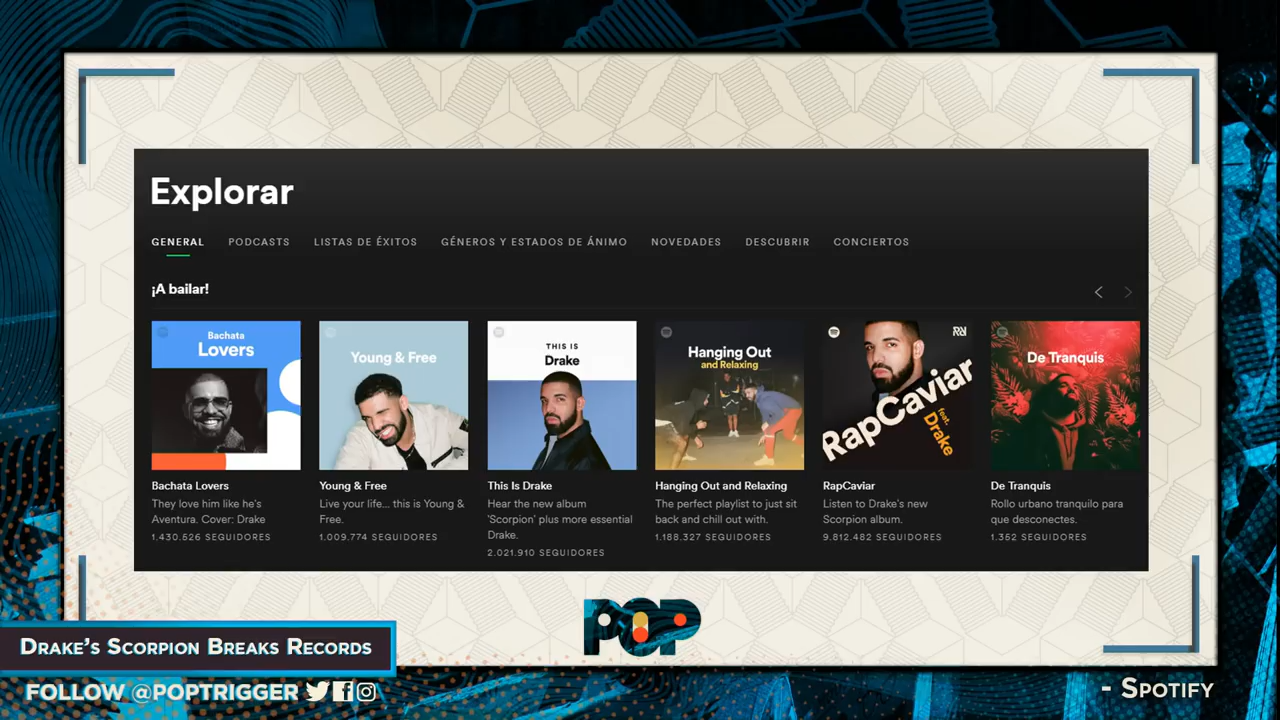 Explorar
GENERAL PODCASTS LISTAS DE ÉXITOS GÉNEROS Y ESTADOS DE ÁNIMO NOVEDADES DESCUBRIR CONCIERTOS
¡A bailar!
Bachata
Lovers
Young & Free
THIS IS
Drake
Hanging Out
and Relaxing
RapCaviar
feat.
Drake
De Tranquis
Bachata Lovers
They love him like he's
Aventura. Cover: Drake
1.430.526 SEGUIDORES
Young & Free
Live your life... this is Young &
Free.
1.009.774 SEGUIDORES
This Is Drake
Hear the new album
'Scorpion' plus more essential
Drake.
2.021.910 SEGUIDORES
Hanging Out and Relaxing
The perfect playlist to just sit
back and chill out with.
1.188.327 SEGUIDORES
RapCaviar
Listen to Drake's new
Scorpion album.
9.812.482 SEGUIDORES
De Tranquis
Rollo urbano tranquilo para
que desconectes.
1.352 SEGUIDORES
POP
Drake's Scorpion Breaks Records
FOLLOW @POPTRIGGER
- Spotify